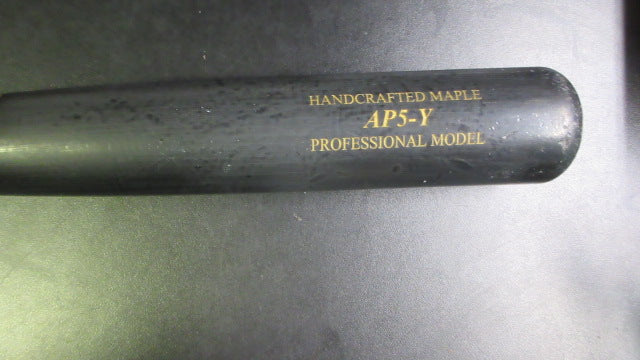 HANDCRAFTED MAPLE
AP5-Y
PROFESSIONAL MODEL